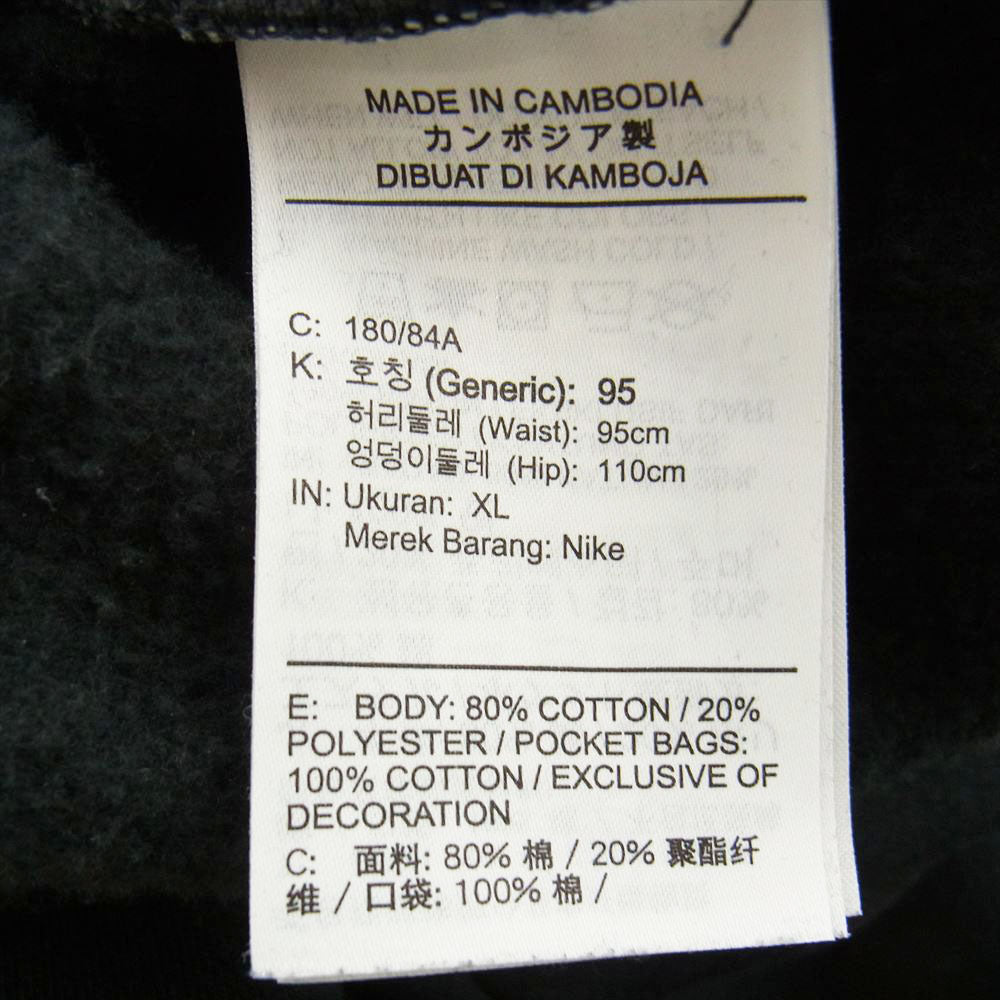 MADE IN CAMBODIA
カンボジア製
DIBUAT DI KAMBOJA
C: 180/84A
K: 호칭 (Generic): 95
허리둘레 (Waist): 95cm
엉덩이둘레 (Hip): 110cm
IN: Ukuran: XL
Merek Barang: Nike
E: BODY: 80% COTTON / 20%
POLYESTER / POCKET BAGS:
100% COTTON / EXCLUSIVE OF
DECORATION
C: 面料: 80% 棉 / 20% 聚酯纤
维 / 口袋: 100% 棉 /